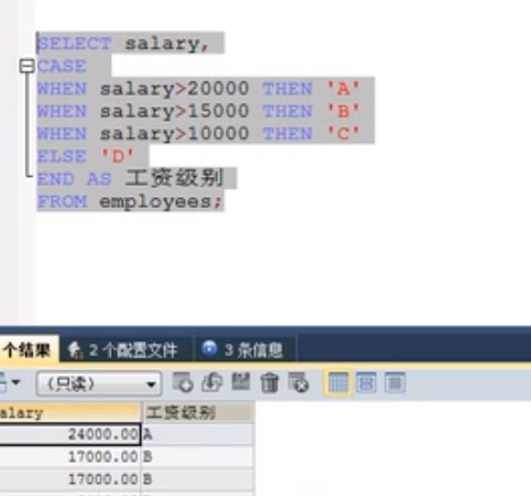 SELECT salary,
CASE
WHEN salary>20000 THEN 'A'
WHEN salary>15000 THEN 'B'
WHEN salary>10000 THEN 'C'
ELSE 'D'
END AS 工资级别
FROM employees;
个结果 2 个配置文件 3 条信息
(只读)
alary 工资级别
24000.00 A
17000.00 B
17000.00 B